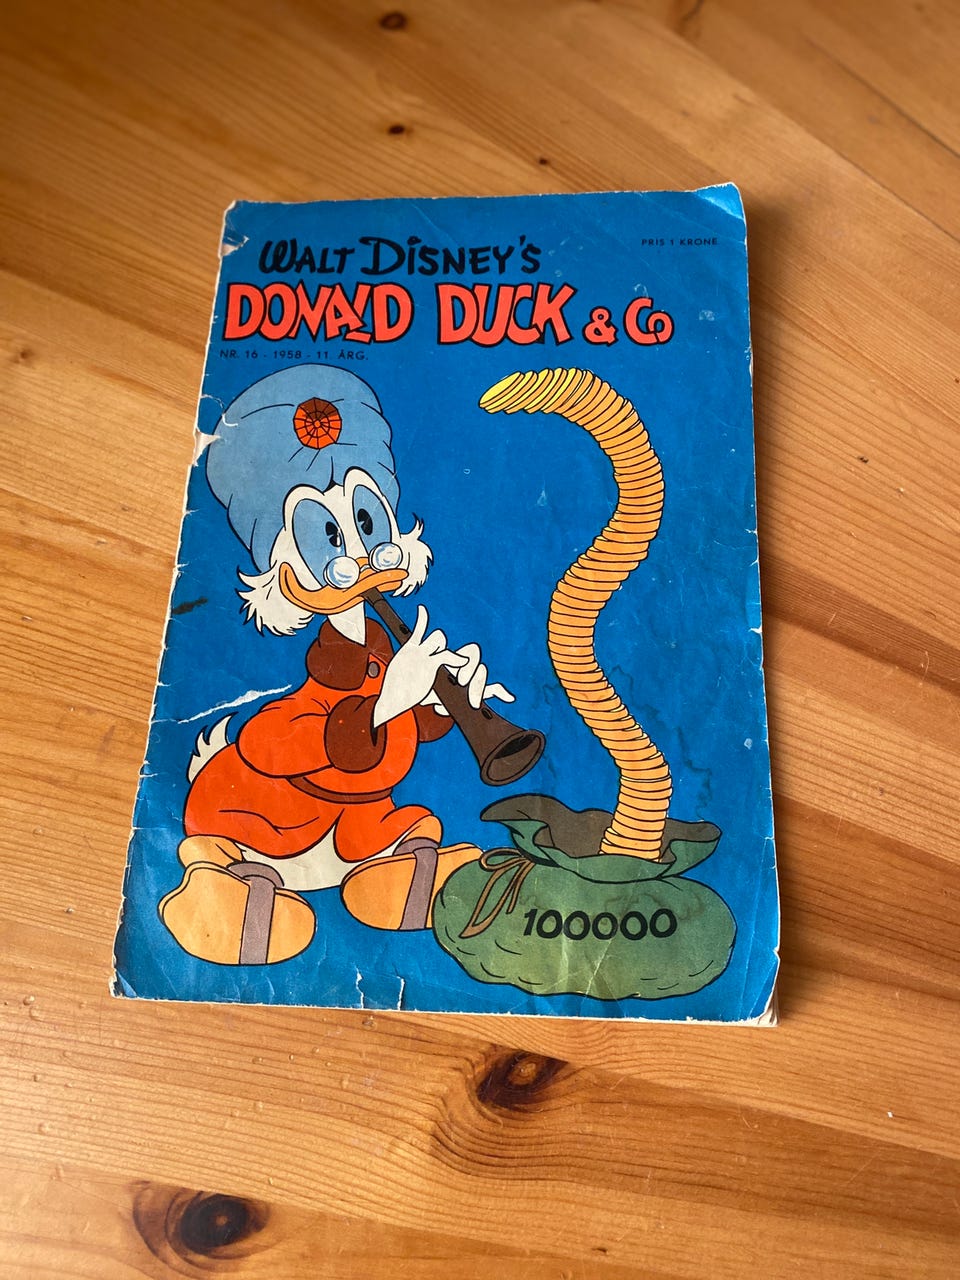 PRIS 1 KRONE
WALT DISNEY'S
DONALD DUCK & Co
NR. 16 - 1958 - 11. ÅRG.
100000